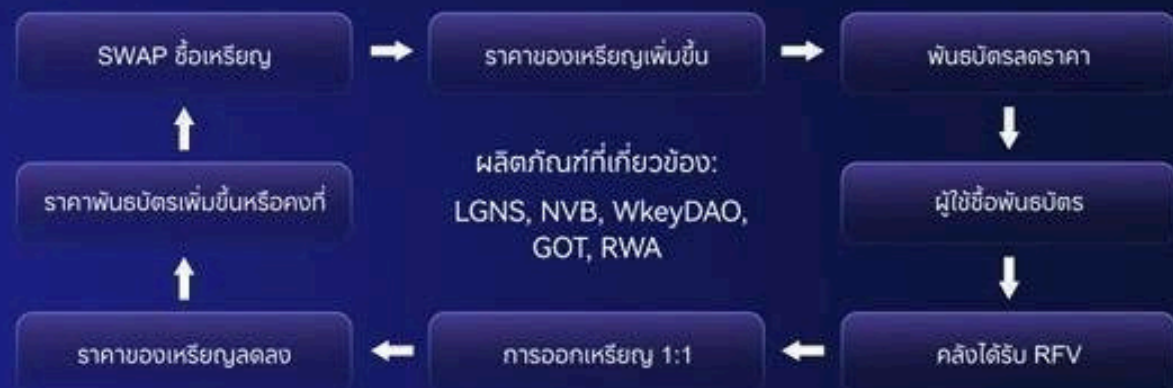 SWAP ซื้อเหรียญ
ราคาของเหรียญเพิ่มขึ้น
พันธบัตรลดราคา
ราคาพันธบัตรเพิ่มขึ้นหรือคงที่
ผลิตภัณฑ์ที่เกี่ยวข้อง:
LGNS, NVB, WkeyDAO,
GOT, RWA
ผู้ใช้ซื้อพันธบัตร
ราคาของเหรียญลดลง
การออกเหรียญ 1:1
คลังได้รับ RFV